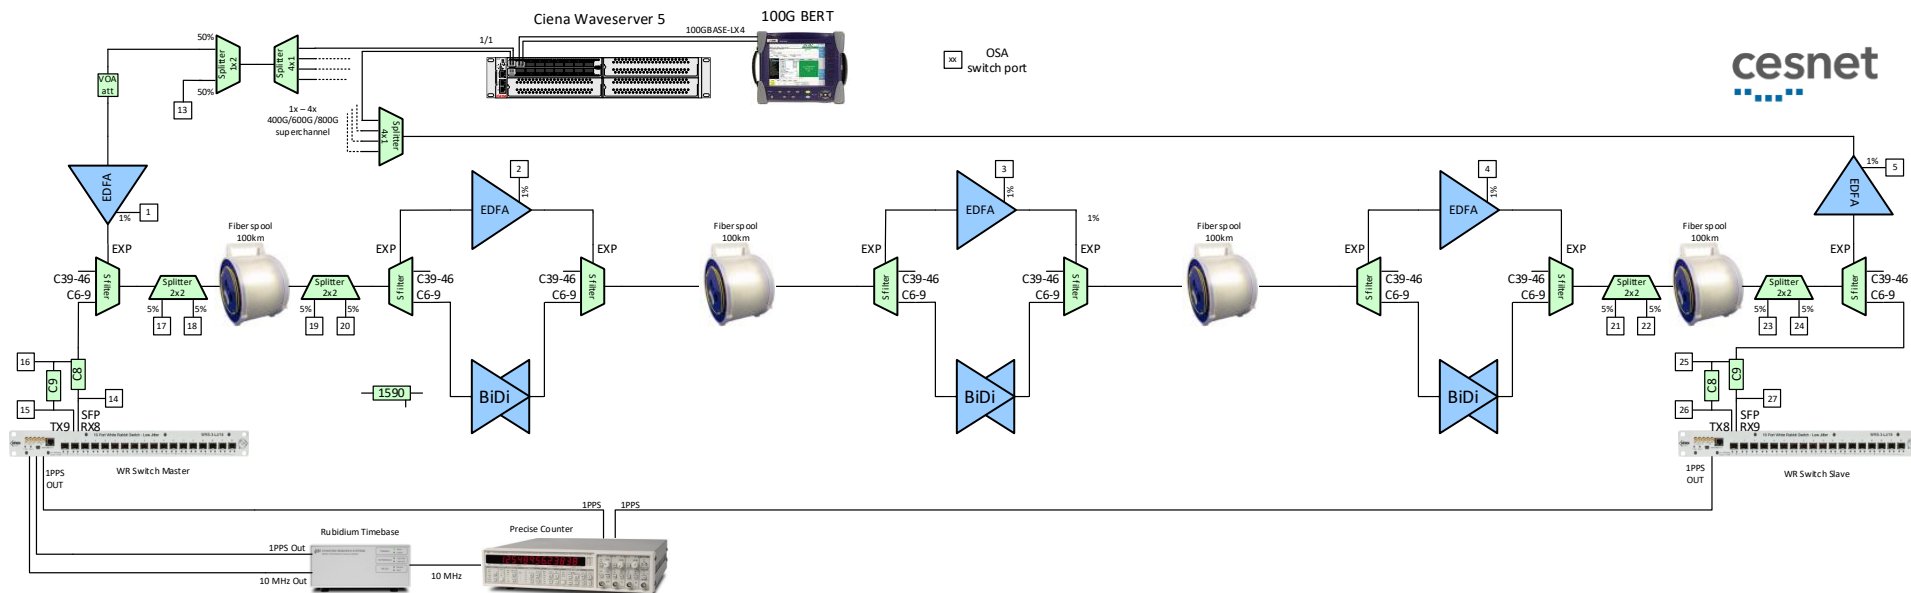 Ciena Waveserver 5
100G BERT
1/1
100GBASE-LX4
50%
50%
Splitter
1x2
Splitter
4x1
VOA
att
13
xx
OSA
switch port
cesnet
1x – 4x
400G/600G/800G
superchannel
Splitter
4x1
EDFA
1%
1
EDFA
1%
2
EDFA
1%
3
1%
EDFA
1%
4
EDFA
1%
5
EXP
C39-46
C6-9
S filter
Splitter
2x2
5%
5%
17
18
Fiber spool
100km
Splitter
2x2
5%
5%
19
20
EXP
C39-46
C6-9
S filter
EXP
C39-46
C6-9
S filter
Fiber spool
100km
EXP
C39-46
C6-9
S filter
EXP
C39-46
C6-9
S filter
Fiber spool
100km
EXP
C39-46
C6-9
S filter
EXP
C39-46
C6-9
S filter
Splitter
2x2
5%
5%
21
22
Fiber spool
100km
Splitter
2x2
5%
5%
23
24
EXP
C39-46
C6-9
S filter
16
C9
C8
15
14
SFP
TX9
RX8
1590
BiDi
BiDi
BiDi
25
C8
C9
26
27
SFP
TX8
RX9
WR Switch Master
WR Switch Slave
1PPS
OUT
1PPS
OUT
1PPS
1PPS
Rubidium Timebase
Precise Counter
1PPS Out
10 MHz Out
10 MHz